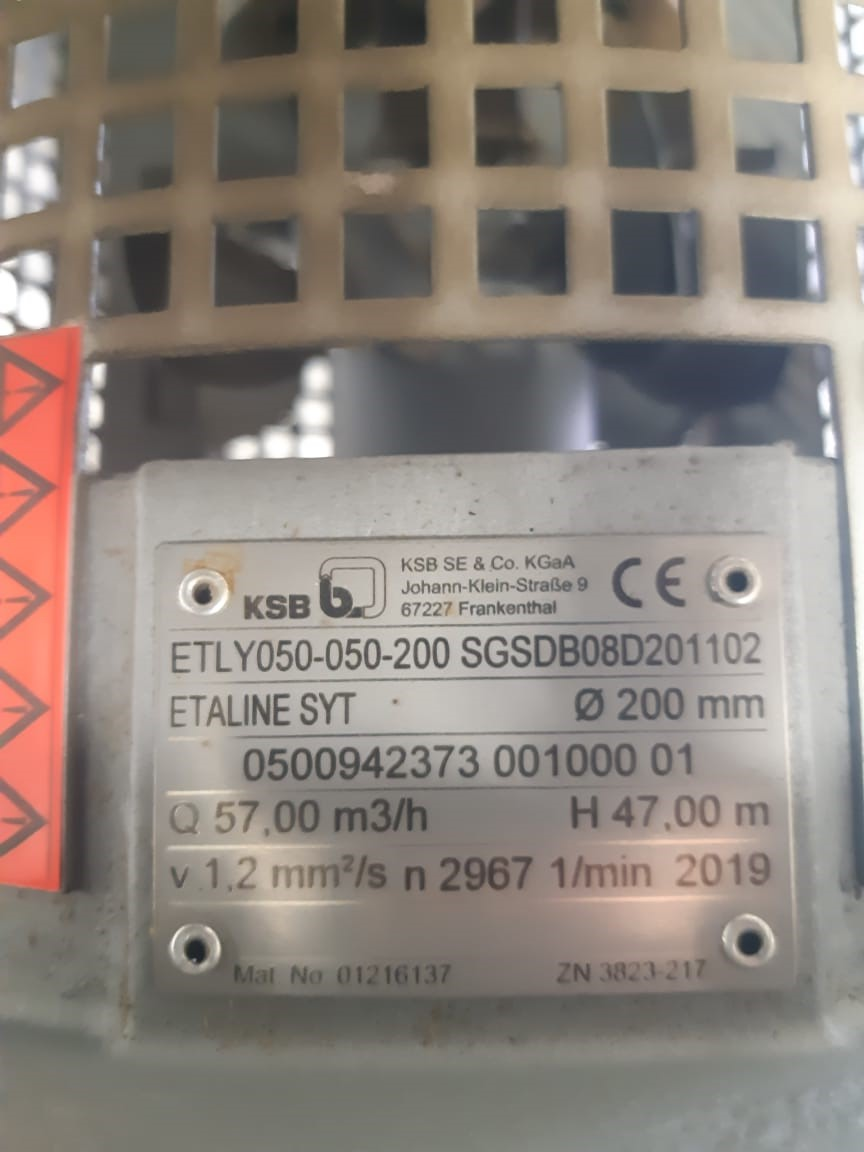 KSB
KSB SE & Co. KGaA
Johann-Klein-Straße 9
67227 Frankenthal
CE
ETLY050-050-200 SGSDB08D201102
ETALINE SYT Ø 200 mm
0500942373 001000 01
Q 57,00 m3/h H 47,00 m
v 1,2 mm²/s n 2967 1/min 2019
Mat No 01216137 ZN 3823-217